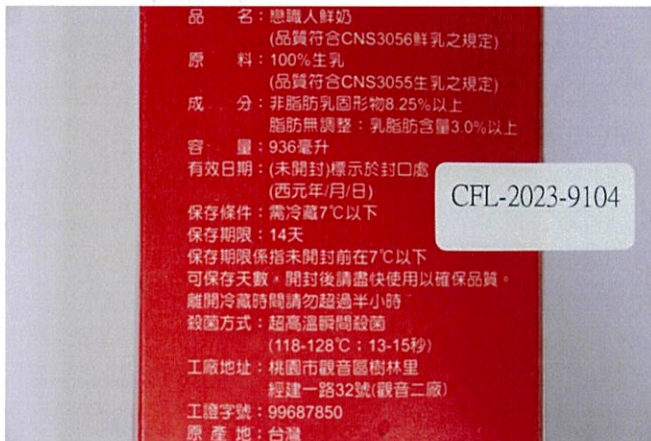 品　　名：戀職人鮮奶
(品質符合CNS3056鮮乳之規定)
原　　料：100%生乳
(品質符合CNS3055生乳之規定)
成　　分：非脂肪乳固形物8.25%以上
脂肪無調整：乳脂肪含量3.0%以上
容　　量：936毫升
有效日期：(未開封)標示於封口處
(西元年/月/日)
CFL-2023-9104
保存條件：需冷藏7℃以下
保存期限：14天
保存期限係指未開封前在7℃以下
可保存天數，開封後請盡快使用以確保品質。
離開冷藏時間請勿超過半小時
殺菌方式：超高溫瞬間殺菌
(118-128℃；13-15秒)
工廠地址：桃園市觀音區樹林里
經建一路32號(觀音二廠)
工證字號：99687850
原 產 地：台灣